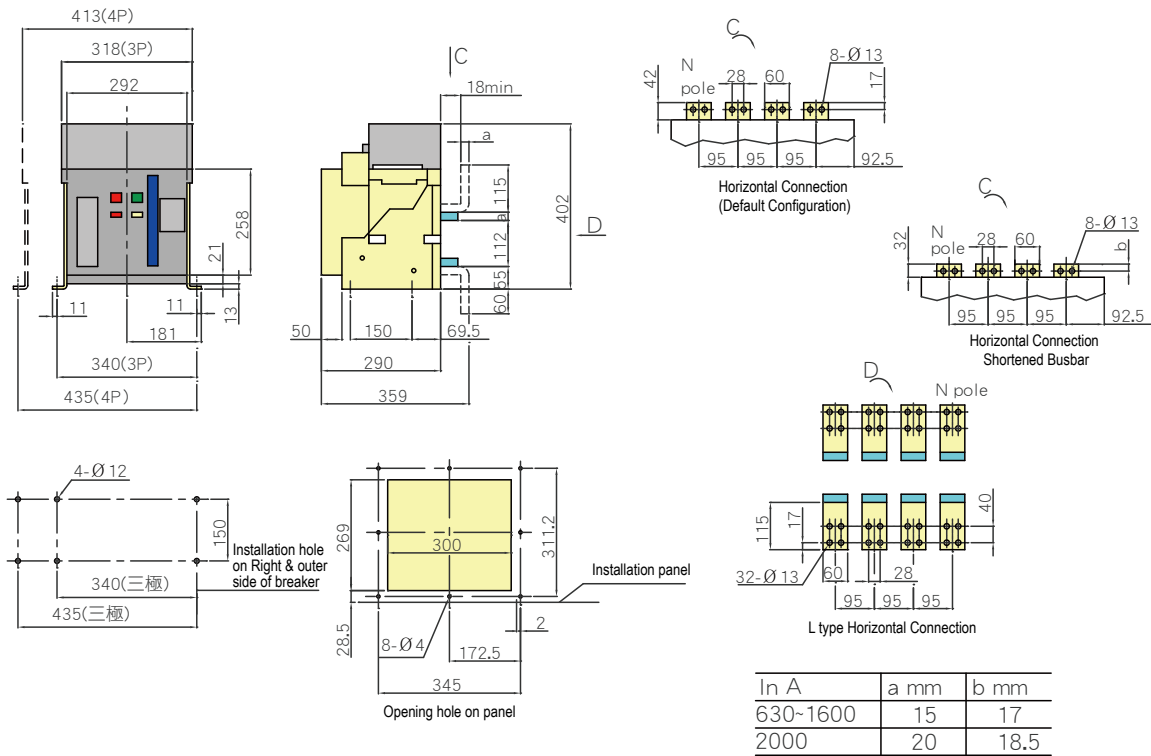 413(4P)
318(3P)
292
258
21
13
11
11
181
340(3P)
435(4P)
C
18min
a
115
402
a
D
112
55
60
50
150
69.5
290
359
C
8-Ø 13
42
N
pole
28
60
17
95
95
95
92.5
Horizontal Connection
(Default Configuration)
C
8-Ø 13
32
N
pole
28
60
b
95
95
95
92.5
Horizontal Connection
Shortened Busbar
4-Ø 12
150
Installation hole
on Right & outer
side of breaker
340(三極)
435(三極)
269
300
311.2
Installation panel
28.5
8-Ø 4
2
172.5
345
Opening hole on panel
D
N pole
115
17
40
32-Ø 13
60
28
95
95
95
L type Horizontal Connection
In A a mm b mm
630~1600 15 17
2000 20 18.5